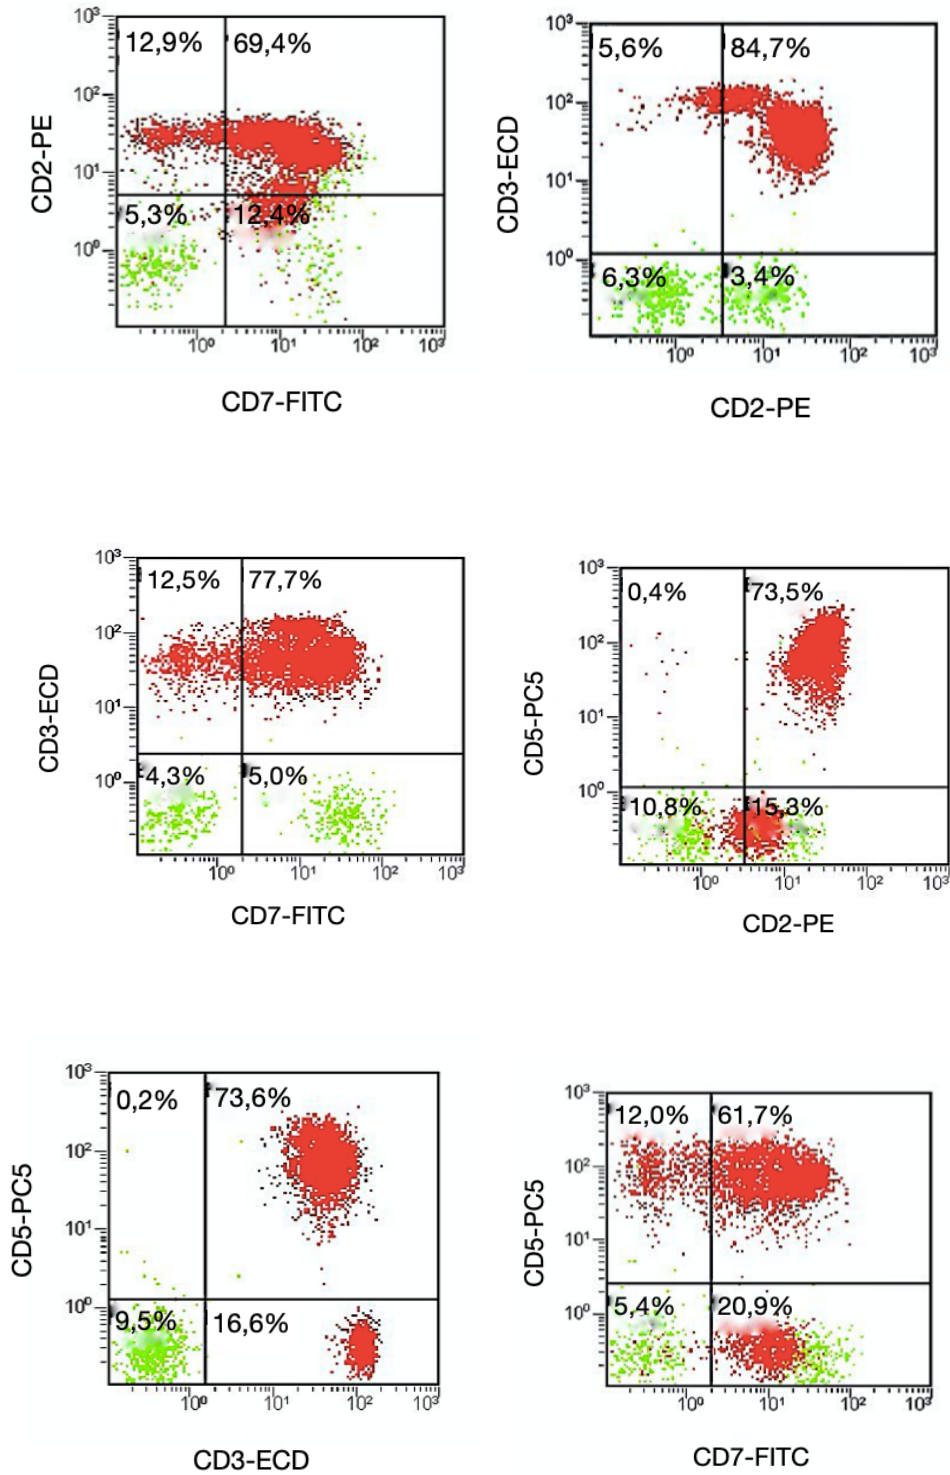 10³
12,9% 69,4%
10²
CD2-PE
10¹
5,3% 12,4%
10⁰
10⁰ 10¹ 10² 10³
CD7-FITC
10³
5,6% 84,7%
10²
CD3-ECD
10¹
10⁰
6,3% 3,4%
10⁰ 10¹ 10² 10³
CD2-PE
10³
12,5% 77,7%
10²
CD3-ECD
10¹
10⁰
4,3% 5,0%
10⁰ 10¹ 10² 10³
CD7-FITC
10³
0,4% 73,5%
10²
CD5-PC5
10¹
10⁰
10,8% 15,3%
10⁰ 10¹ 10² 10³
CD2-PE
10³
0,2% 73,6%
10²
CD5-PC5
10¹
10⁰
9,5% 16,6%
10⁰ 10¹ 10² 10³
CD3-ECD
10³
12,0% 61,7%
10²
CD5-PC5
10¹
5,4% 20,9%
10⁰
10⁰ 10¹ 10² 10³
CD7-FITC